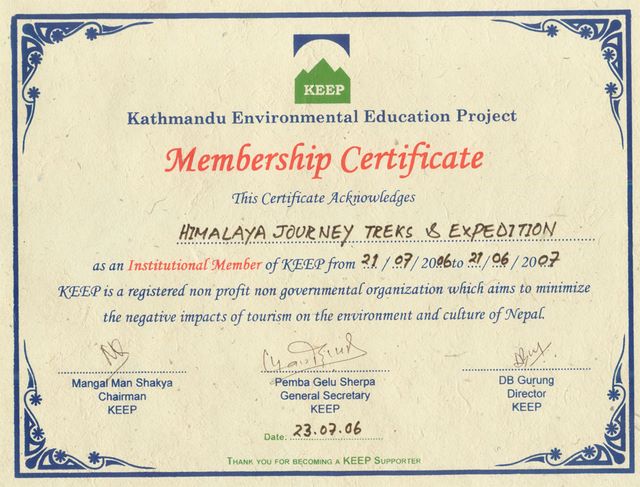 KEEP
Kathmandu Environmental Education Project
Membership Certificate
This Certificate Acknowledges
HIMALAYA JOURNEY TREKS & EXPEDITION
as an Institutional Member of KEEP from 21/07/2006 to 21/06/2007
KEEP is a registered non profit non governmental organization which aims to minimize
the negative impacts of tourism on the environment and culture of Nepal.
Mangal Man Shakya Pemba Gelu Sherpa DB Gurung
Chairman General Secretary Director
KEEP KEEP KEEP
Date: 23.07.06
THANK YOU FOR BECOMING A KEEP SUPPORTER